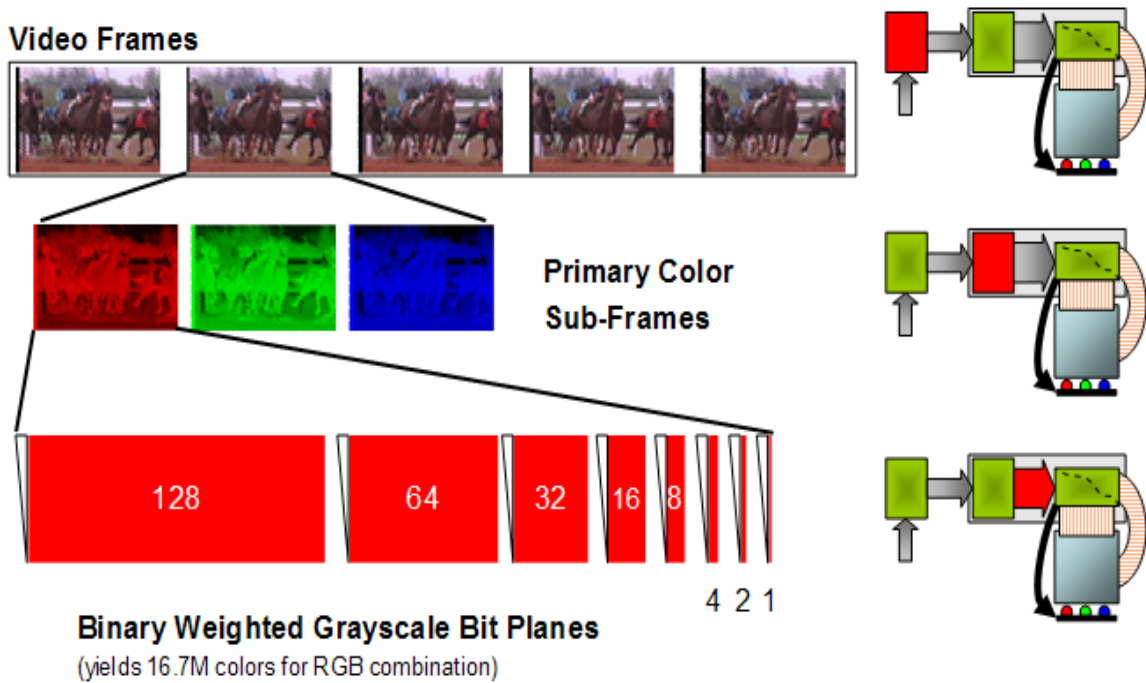 Video Frames
Primary Color
Sub-Frames
128 64 32 16 8
4 2 1
Binary Weighted Grayscale Bit Planes
(yields 16.7M colors for RGB combination)